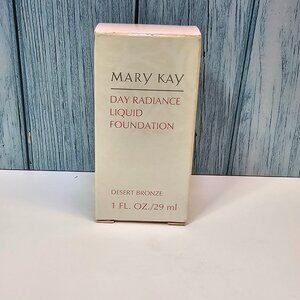 MARY KAY
DAY RADIANCE
LIQUID
FOUNDATION
DESERT BRONZE
1 FL. OZ./29 ml